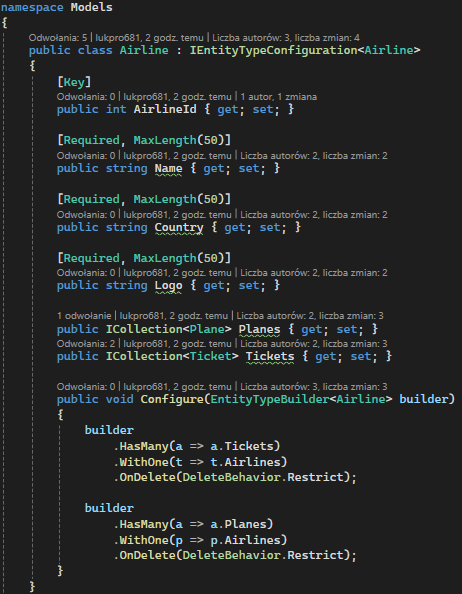 namespace Models
{
Odwołania: 5 | lukpro681, 2 godz. temu | Liczba autorów: 3, liczba zmian: 4
public class Airline : IEntityTypeConfiguration<Airline>
{
[Key]
Odwołania: 0 | lukpro681, 2 godz. temu | 1 autor, 1 zmiana
public int AirlineId { get; set; }
[Required, MaxLength(50)]
Odwołania: 0 | lukpro681, 2 godz. temu | Liczba autorów: 2, liczba zmian: 2
public string Name { get; set; }
[Required, MaxLength(50)]
Odwołania: 0 | lukpro681, 2 godz. temu | Liczba autorów: 2, liczba zmian: 2
public string Country { get; set; }
[Required, MaxLength(50)]
Odwołania: 0 | lukpro681, 2 godz. temu | Liczba autorów: 2, liczba zmian: 2
public string Logo { get; set; }
1 odwołanie | lukpro681, 2 godz. temu | Liczba autorów: 2, liczba zmian: 3
public ICollection<Plane> Planes { get; set; }
Odwołania: 2 | lukpro681, 2 godz. temu | Liczba autorów: 2, liczba zmian: 3
public ICollection<Ticket> Tickets { get; set; }
Odwołania: 0 | lukpro681, 2 godz. temu | Liczba autorów: 3, liczba zmian: 3
public void Configure(EntityTypeBuilder<Airline> builder)
{
builder
.HasMany(a => a.Tickets)
.WithOne(t => t.Airlines)
.OnDelete(DeleteBehavior.Restrict);
builder
.HasMany(a => a.Planes)
.WithOne(p => p.Airlines)
.OnDelete(DeleteBehavior.Restrict);
}
}